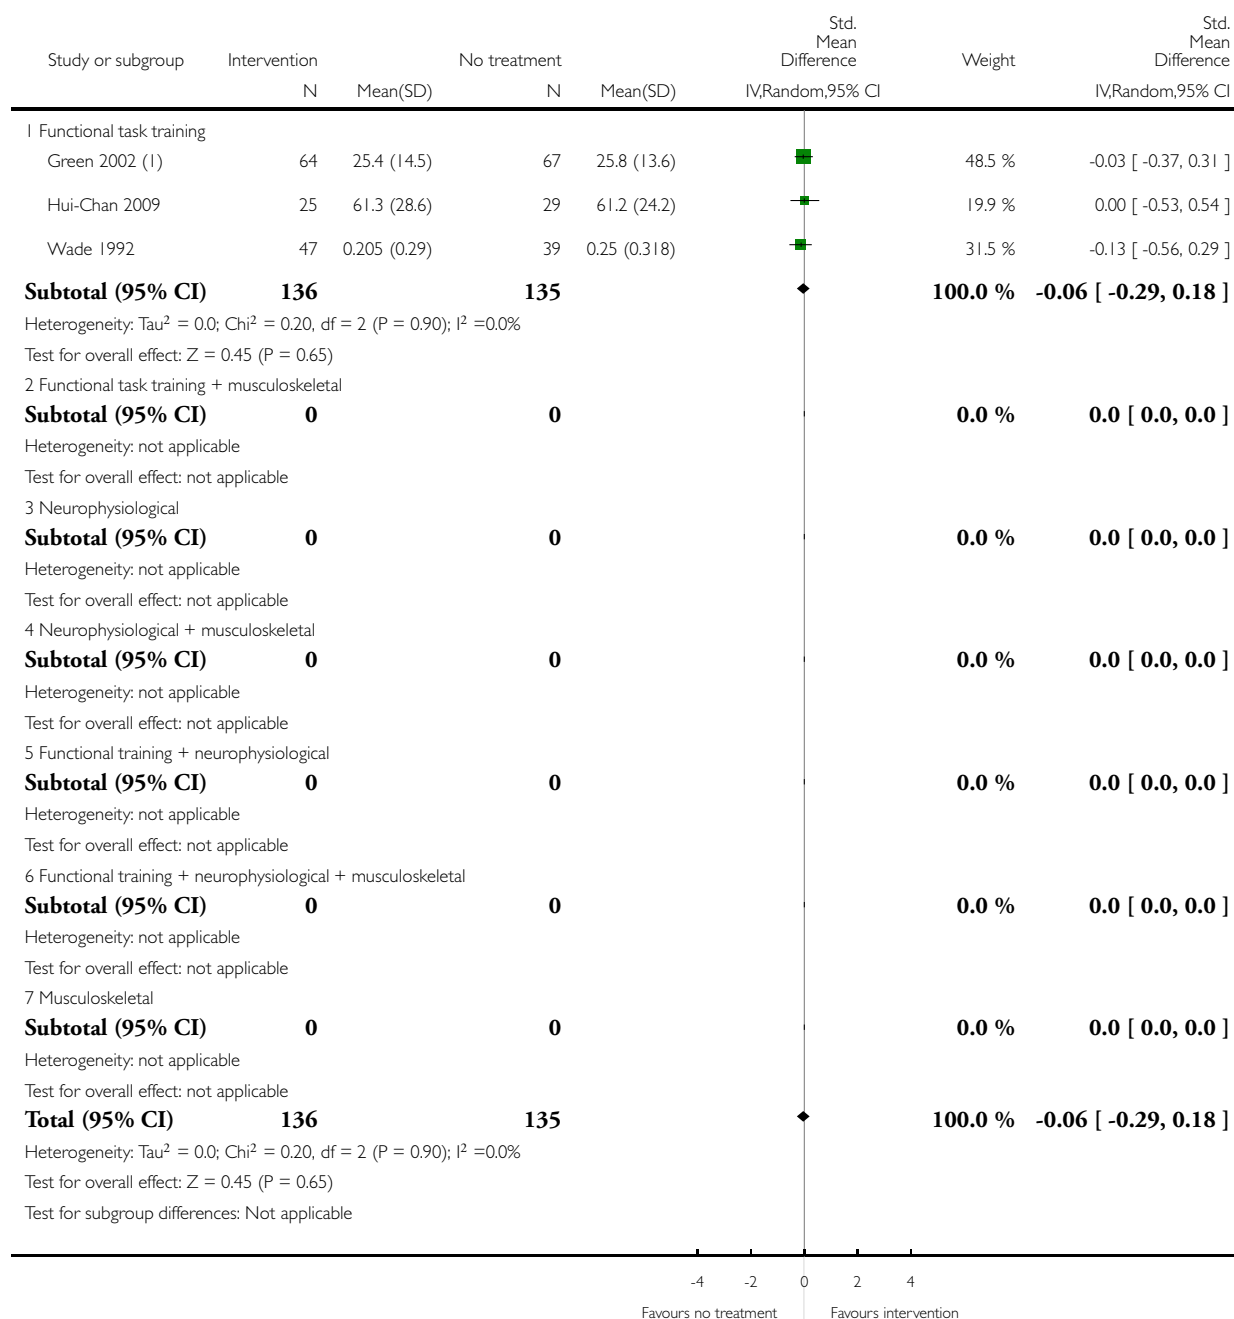 Study or subgroup Intervention No treatment Std. Mean Difference Weight Std. Mean Difference
N Mean(SD) N Mean(SD) IV,Random,95% CI IV,Random,95% CI
1 Functional task training
Green 2002 (1) 64 25.4 (14.5) 67 25.8 (13.6) 48.5 % -0.03 [ -0.37, 0.31 ]
Hui-Chan 2009 25 61.3 (28.6) 29 61.2 (24.2) 19.9 % 0.00 [ -0.53, 0.54 ]
Wade 1992 47 0.205 (0.29) 39 0.25 (0.318) 31.5 % -0.13 [ -0.56, 0.29 ]
Subtotal (95% CI) 136 135 100.0 % -0.06 [ -0.29, 0.18 ]
Heterogeneity: Tau² = 0.0; Chi² = 0.20, df = 2 (P = 0.90); I² =0.0%
Test for overall effect: Z = 0.45 (P = 0.65)
2 Functional task training + musculoskeletal
Subtotal (95% CI) 0 0 0.0 % 0.0 [ 0.0, 0.0 ]
Heterogeneity: not applicable
Test for overall effect: not applicable
3 Neurophysiological
Subtotal (95% CI) 0 0 0.0 % 0.0 [ 0.0, 0.0 ]
Heterogeneity: not applicable
Test for overall effect: not applicable
4 Neurophysiological + musculoskeletal
Subtotal (95% CI) 0 0 0.0 % 0.0 [ 0.0, 0.0 ]
Heterogeneity: not applicable
Test for overall effect: not applicable
5 Functional training + neurophysiological
Subtotal (95% CI) 0 0 0.0 % 0.0 [ 0.0, 0.0 ]
Heterogeneity: not applicable
Test for overall effect: not applicable
6 Functional training + neurophysiological + musculoskeletal
Subtotal (95% CI) 0 0 0.0 % 0.0 [ 0.0, 0.0 ]
Heterogeneity: not applicable
Test for overall effect: not applicable
7 Musculoskeletal
Subtotal (95% CI) 0 0 0.0 % 0.0 [ 0.0, 0.0 ]
Heterogeneity: not applicable
Test for overall effect: not applicable
Total (95% CI) 136 135 100.0 % -0.06 [ -0.29, 0.18 ]
Heterogeneity: Tau² = 0.0; Chi² = 0.20, df = 2 (P = 0.90); I² =0.0%
Test for overall effect: Z = 0.45 (P = 0.65)
Test for subgroup differences: Not applicable
-4 -2 0 2 4
Favours no treatment Favours intervention